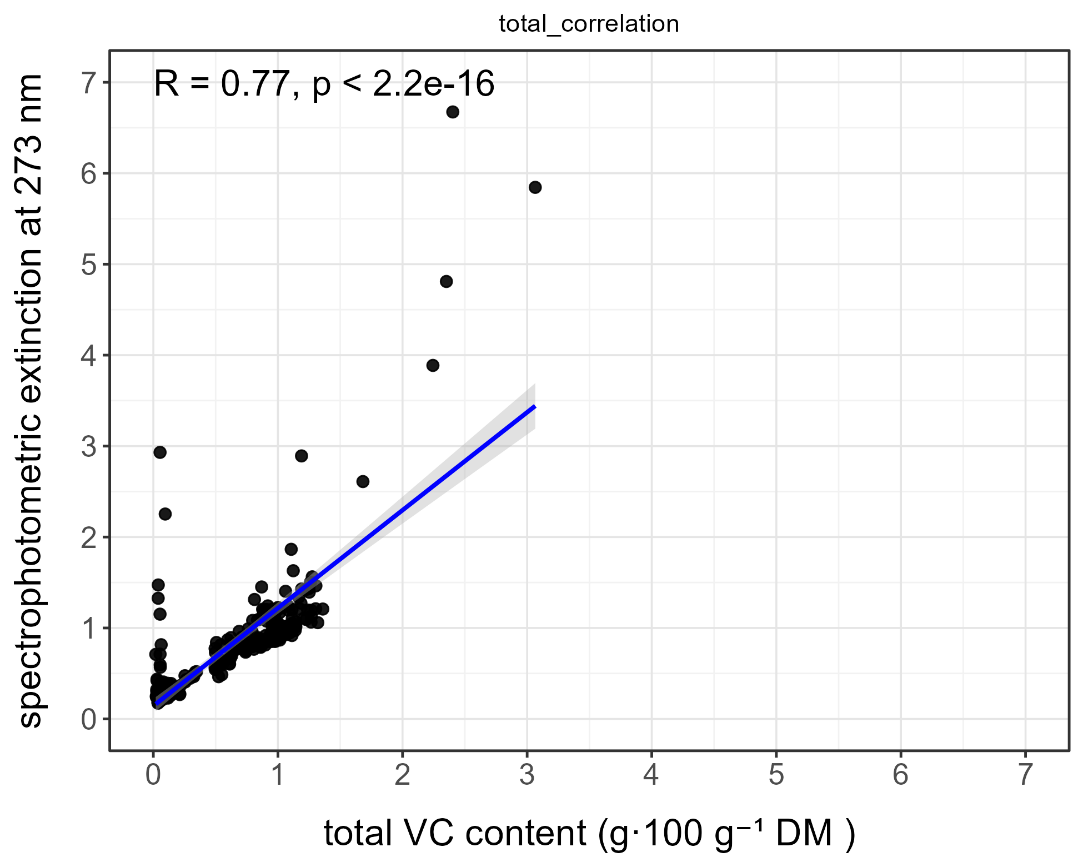 total_correlation
R = 0.77, p < 2.2e-16
spectrophotometric extinction at 273 nm
7
6
5
4
3
2
1
0
0 1 2 3 4 5 6 7
total VC content (g·100 g⁻¹ DM )